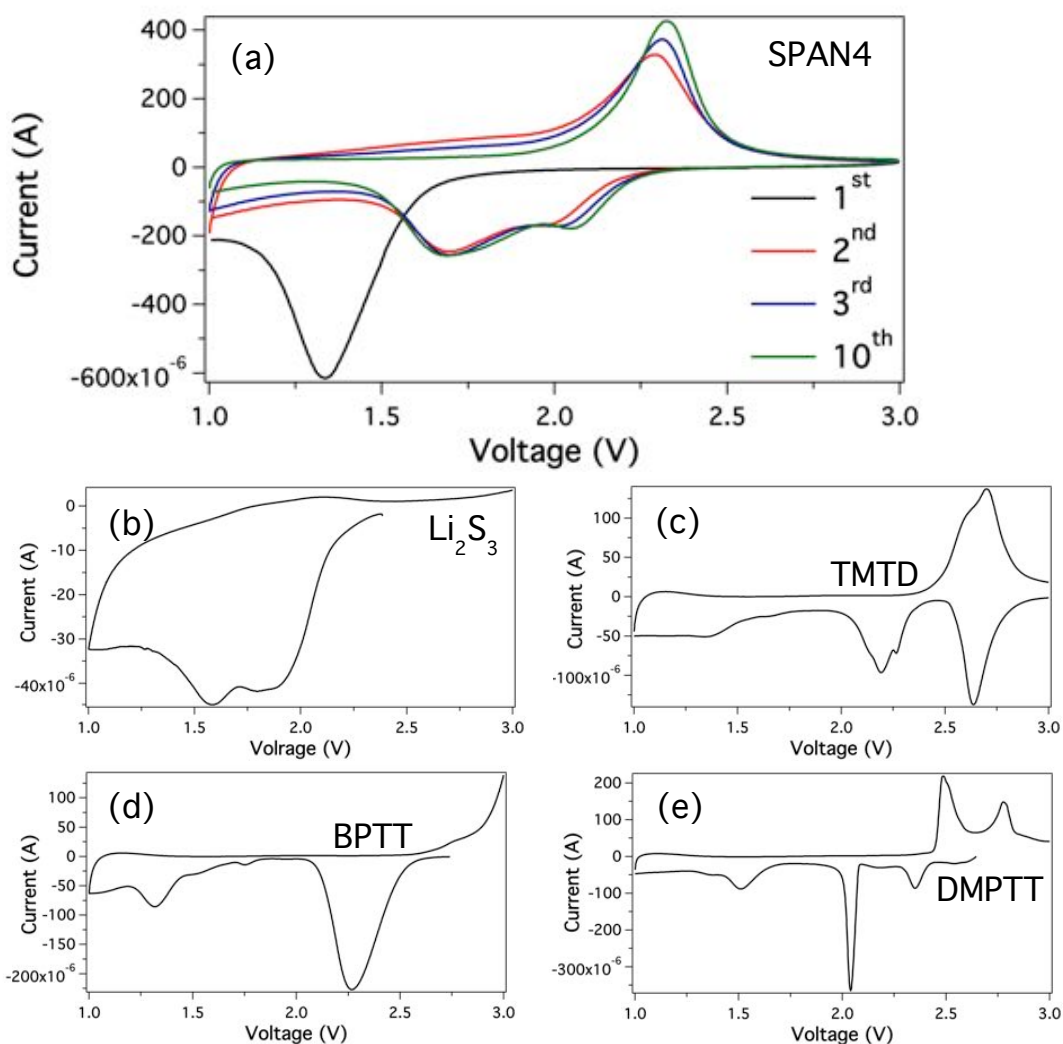 (a)
SPAN4
Current (A)
400
200
0
-200
-400
-600x10⁻⁶
1st
2nd
3rd
10th
1.0 1.5 2.0 2.5 3.0
Voltage (V)
(b)
Li₂S₃
Current (A)
0
-10
-20
-30
-40x10⁻⁶
1.0 1.5 2.0 2.5 3.0
Volrage (V)
(c)
TMTD
Current (A)
100
50
0
-50
-100x10⁻⁶
1.0 1.5 2.0 2.5 3.0
Voltage (V)
(d)
BPTT
Current (A)
100
50
0
-50
-100
-150
-200x10⁻⁶
1.0 1.5 2.0 2.5 3.0
Voltage (V)
(e)
DMPTT
Current (A)
200
100
0
-100
-200
-300x10⁻⁶
1.0 1.5 2.0 2.5 3.0
Voltage (V)